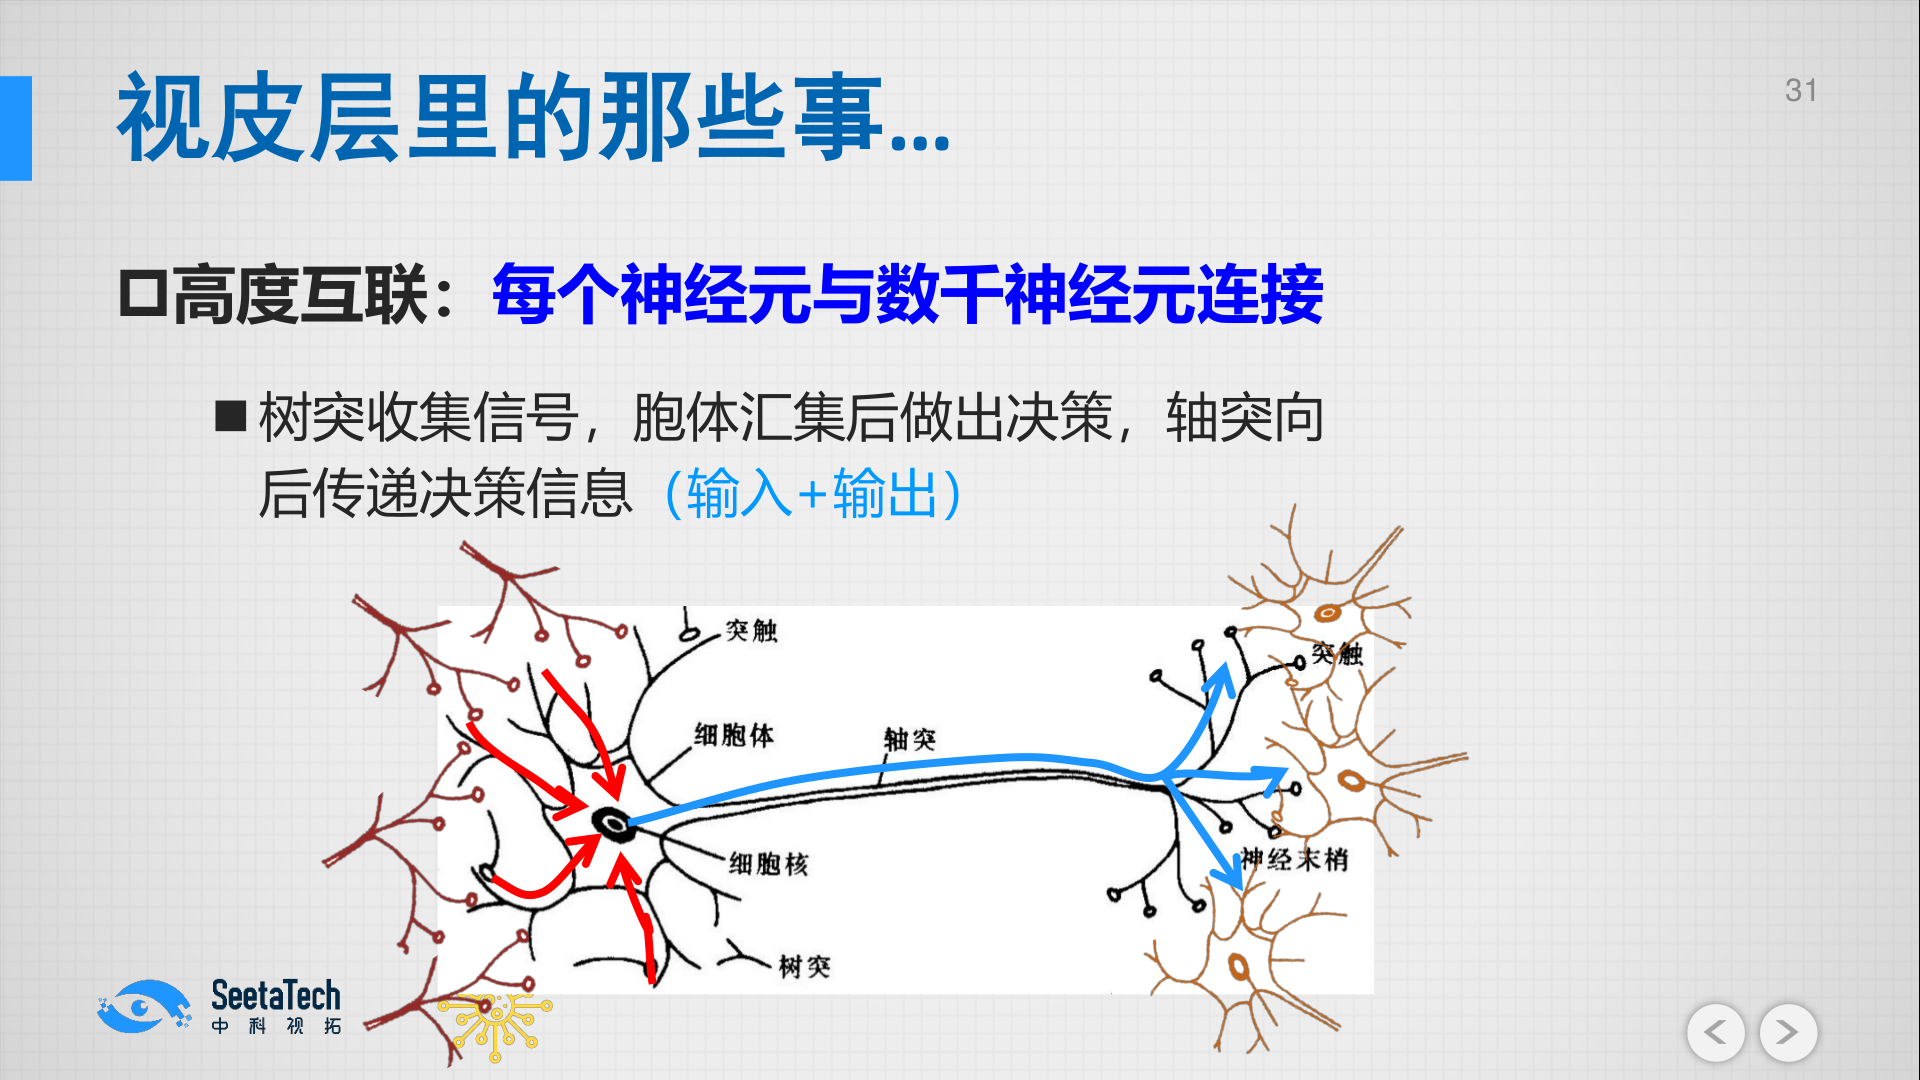 视皮层里的那些事...
31
高度互联：每个神经元与数千神经元连接
树突收集信号，胞体汇集后做出决策，轴突向
后传递决策信息（输入+输出）
突触
突触
细胞体
轴突
细胞核
神经末梢
树突
SeetaTech
中科视拓